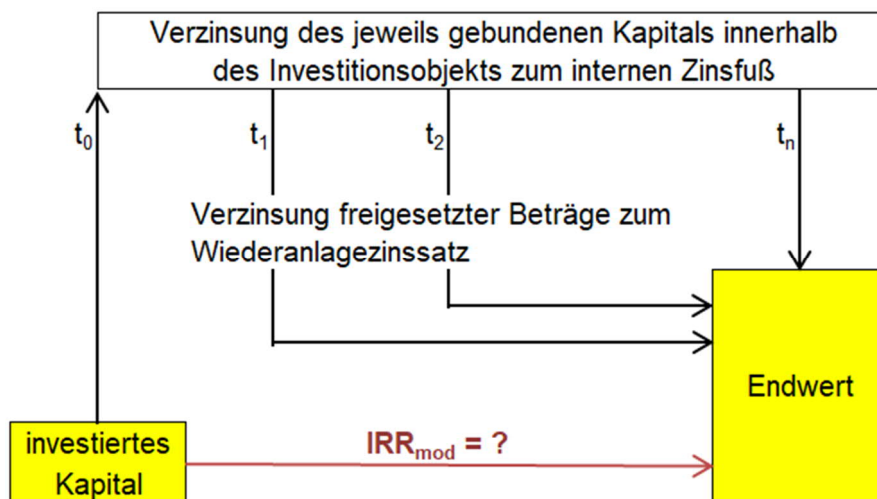 Verzinsung des jeweils gebundenen Kapitals innerhalb
des Investitionsobjekts zum internen Zinsfuß
t₀
t₁
t₂
tₙ
Verzinsung freigesetzter Beträge zum
Wiederanlagezinssatz
Endwert
investiertes
Kapital
IRR_mod = ?